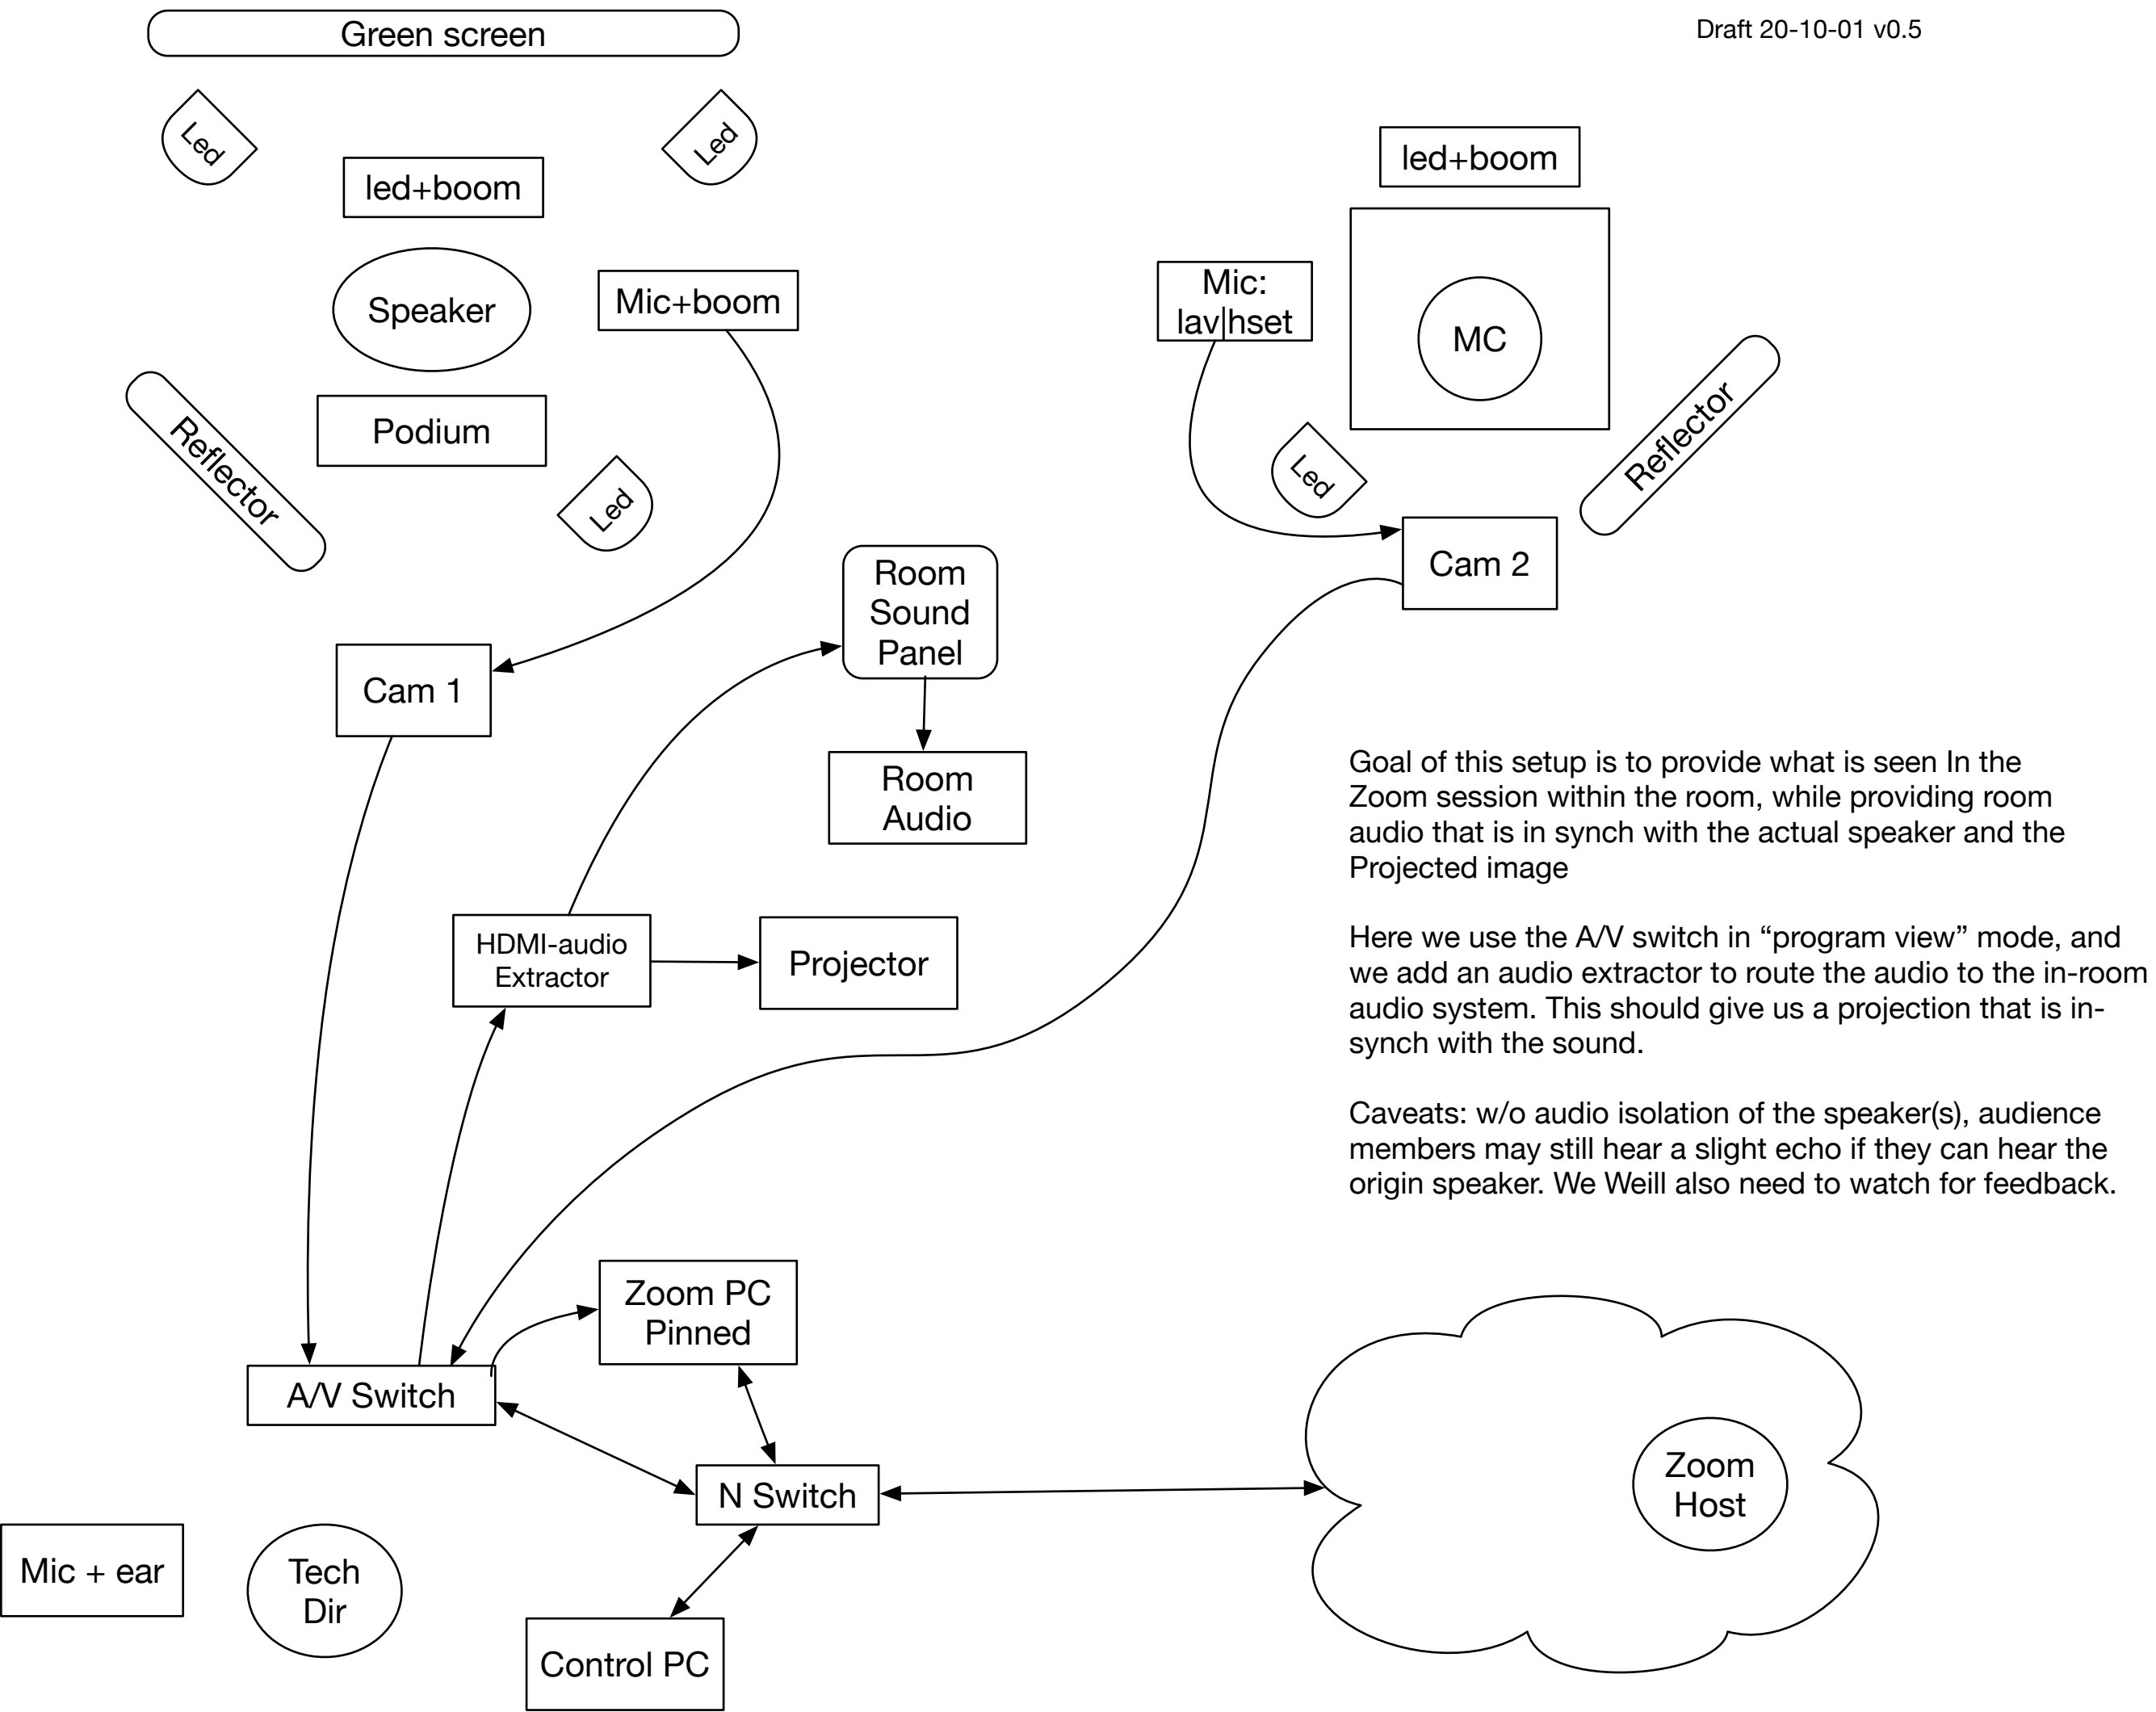 Green screen
Draft 20-10-01 v0.5
Led
Led
led+boom
led+boom
Speaker
Mic+boom
Mic:
lav|hset
MC
Reflector
Podium
Led
Reflector
Led
Cam 2
Room
Sound
Panel
Cam 1
Room
Audio
Goal of this setup is to provide what is seen In the
Zoom session within the room, while providing room
audio that is in synch with the actual speaker and the
Projected image
Here we use the A/V switch in “program view” mode, and
we add an audio extractor to route the audio to the in-room
audio system. This should give us a projection that is in-
synch with the sound.
Caveats: w/o audio isolation of the speaker(s), audience
members may still hear a slight echo if they can hear the
origin speaker. We Weill also need to watch for feedback.
HDMI-audio
Extractor
Projector
Zoom PC
Pinned
A/V Switch
N Switch
Zoom
Host
Mic + ear
Tech
Dir
Control PC